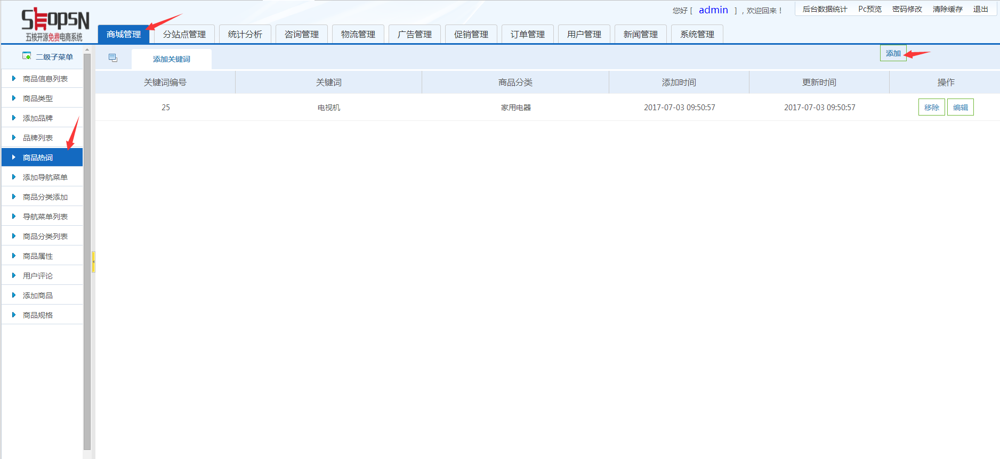 SHOPSN
五核开源免费电商系统
您好 [ admin ] ，欢迎回来！ 后台数据统计 Pc预览 密码修改 清除缓存 退出
商城管理 分站点管理 统计分析 咨询管理 物流管理 广告管理 促销管理 订单管理 用户管理 新闻管理 系统管理
二级子菜单
商品信息列表
商品类型
添加品牌
品牌列表
商品热词
添加导航菜单
商品分类添加
导航菜单列表
商品分类列表
商品属性
用户评论
添加商品
商品规格
添加关键词 添加
关键词编号 关键词 商品分类 添加时间 更新时间 操作
25 电视机 家用电器 2017-07-03 09:50:57 2017-07-03 09:50:57 移除 编辑